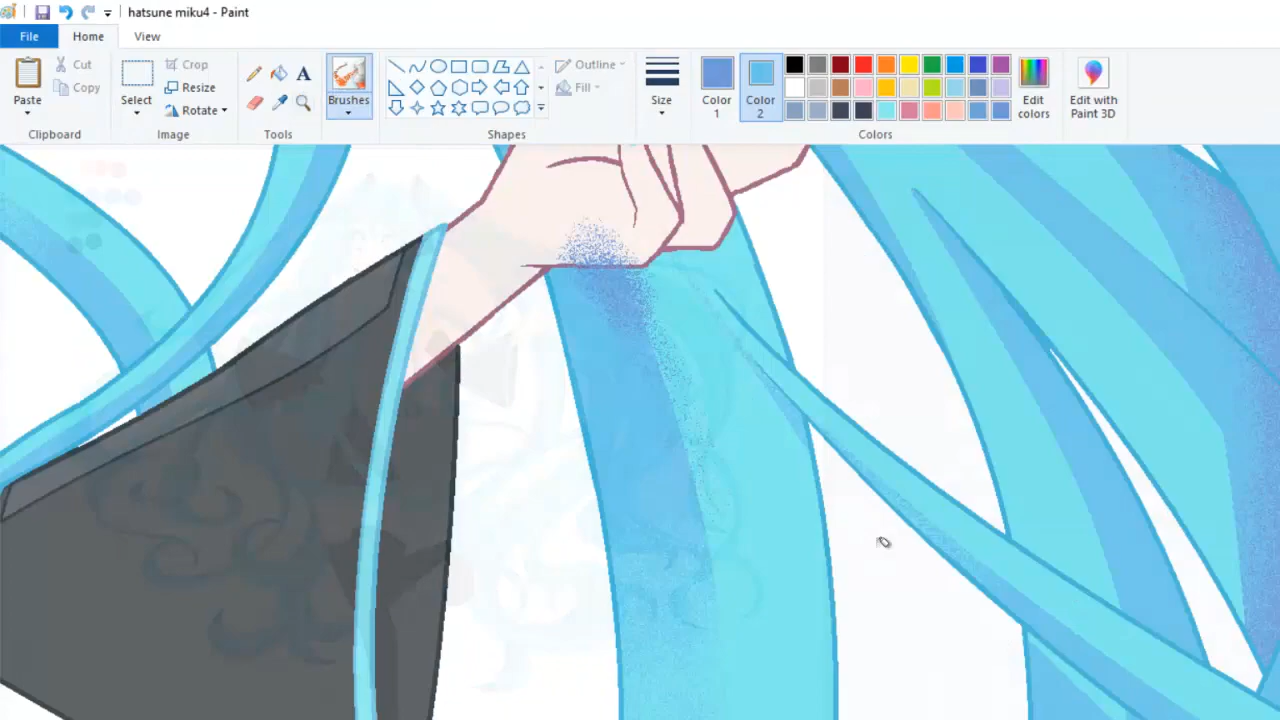 hatsune miku4 - Paint
File Home View
Paste Cut Copy
Clipboard
Select Crop Resize Rotate
Image
A
Tools
Brushes
Shapes
Outline
Fill
Size
Color 1
Color 2
Edit colors
Colors
Edit with Paint 3D